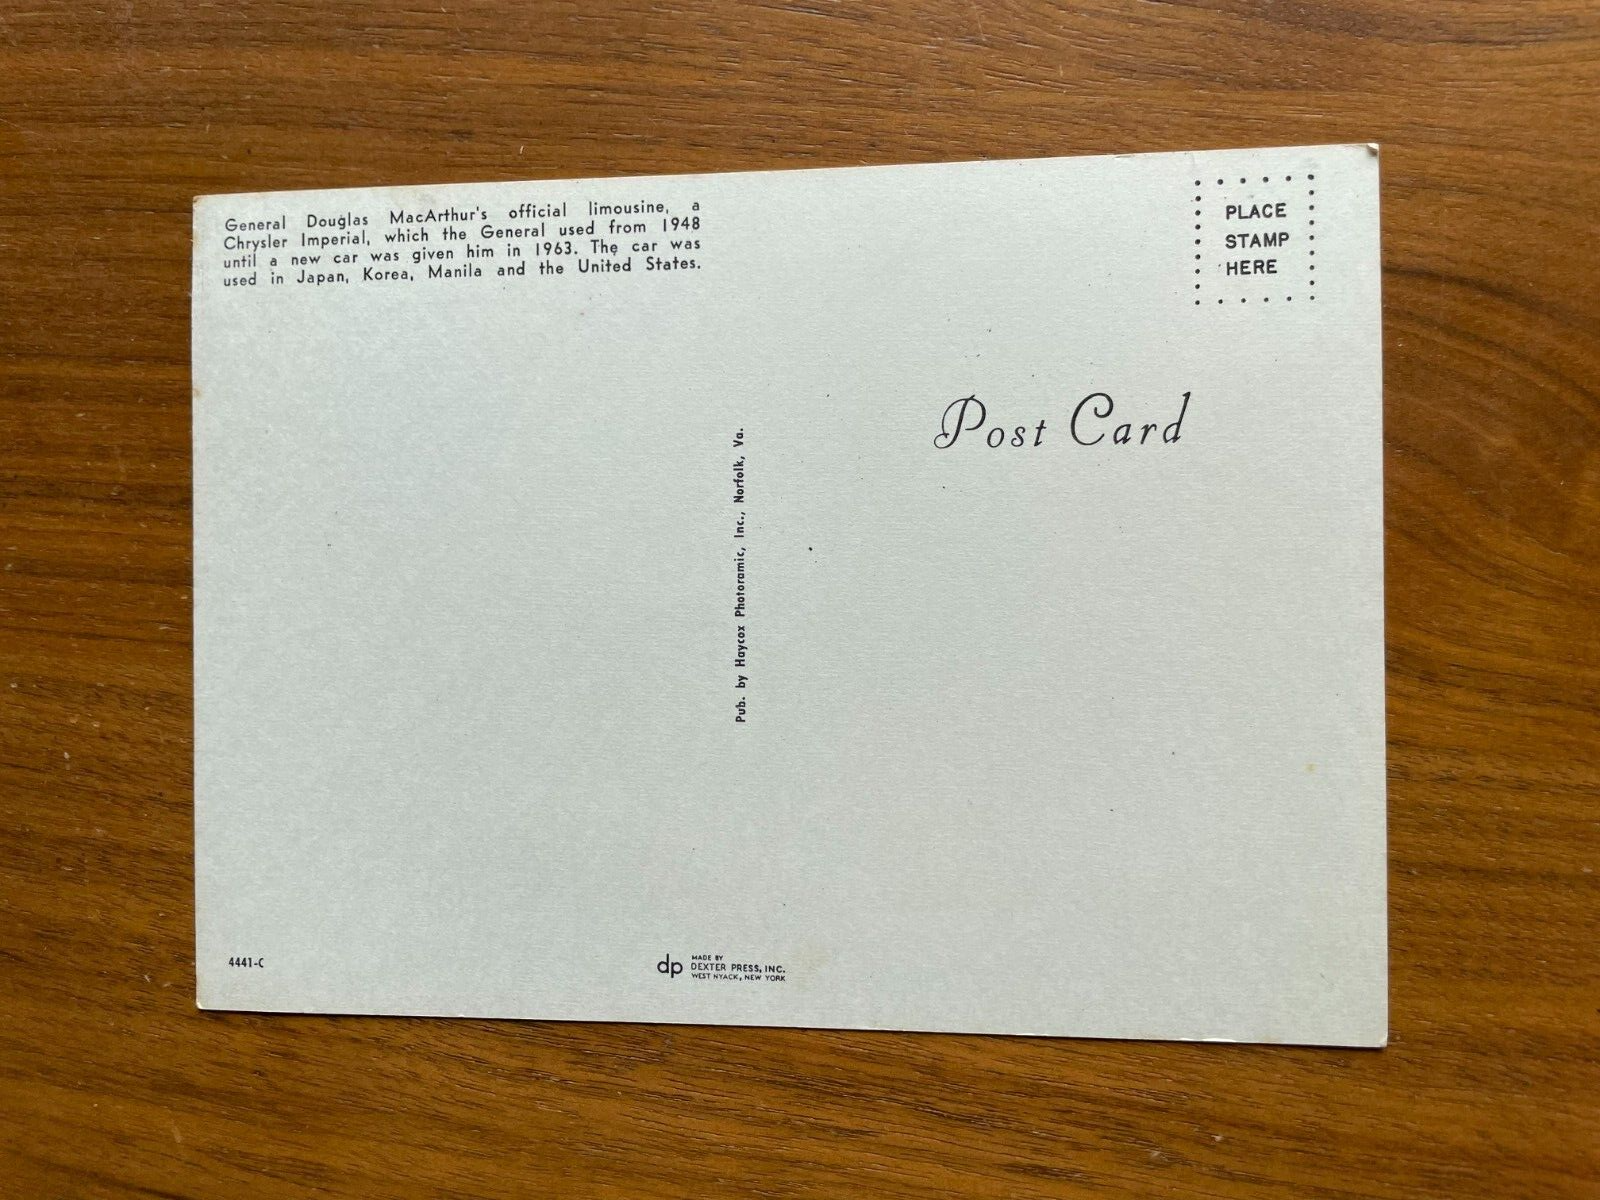 General Douglas MacArthur's official limousine, a
Chrysler Imperial, which the General used from 1948
until a new car was given him in 1963. The car was
used in Japan, Korea, Manila and the United States.
PLACE
STAMP
HERE
Post Card
Pub. by Haycox Photoramic, Inc., Norfolk, Va.
4441-C
dp
MADE BY
DEXTER PRESS, INC.
WEST NYACK, NEW YORK